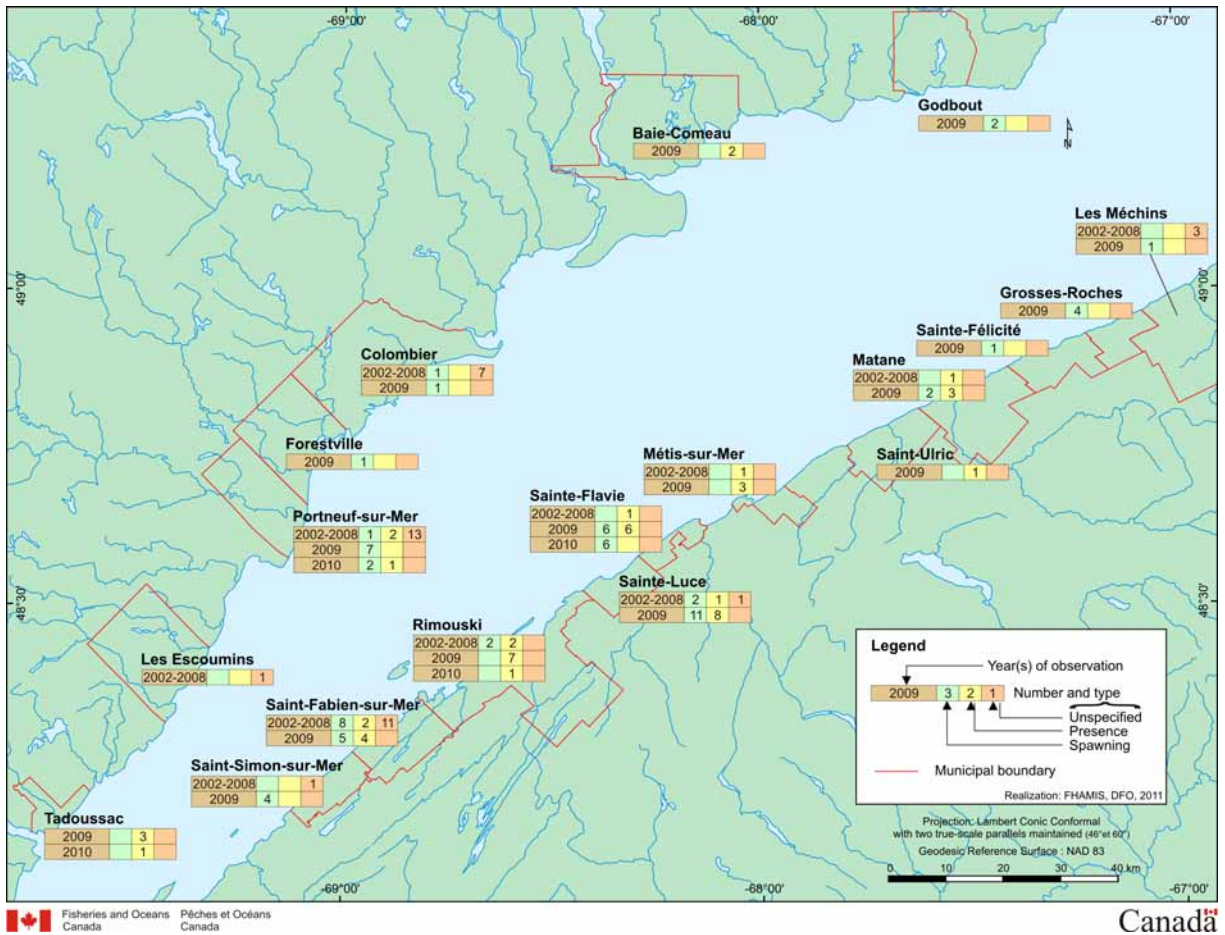 -69°00' -68°00' -67°00'
Godbout
2009 2
Baie-Comeau
2009 2
N
Les Méchins
2002-2008 3
2009 1
49°00' 49°00'
Grosses-Roches
2009 4
Sainte-Félicité
2009 1
Colombier
2002-2008 1 7
2009 1
Matane
2002-2008 1
2009 2 3
Forestville
2009 1
Métis-sur-Mer
2002-2008 1
2009 3
Saint-Ulric
2009 1
Sainte-Flavie
2002-2008 1
2009 6 6
2010 6
Portneuf-sur-Mer
2002-2008 1 2 13
2009 7
2010 2 1
Sainte-Luce
2002-2008 2 1 1
2009 11 8
48°30' 48°30'
Rimouski
2002-2008 2 2
2009 7
2010 1
Les Escoumins
2002-2008 1
Saint-Fabien-sur-Mer
2002-2008 8 2 11
2009 5 4
Saint-Simon-sur-Mer
2002-2008 1
2009 4
Tadoussac
2009 3
2010 1
Legend
Year(s) of observation
2009 3 2 1 Number and type
Unspecified
Presence
Spawning
Municipal boundary
Realization: FHAMIS, DFO, 2011
Projection: Lambert Conic Conformal
with two true-scale parallels maintained (46°et 60°)
Geodesic Reference Surface : NAD 83
0 10 20 30 40 km
-69°00' -68°00' -67°00'
Fisheries and Oceans Pêches et Océans
Canada Canada
Canada